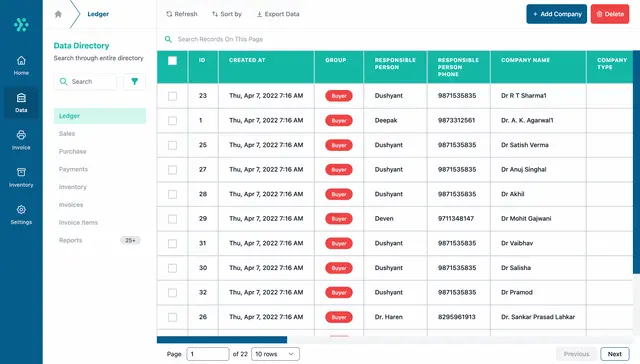 Ledger
Refresh
Sort by
Export Data
+ Add Company
Delete
Data Directory
Search through entire directory
Search
Search Records On This Page
Home
Data
Invoice
Inventory
Settings
Ledger
Sales
Purchase
Payments
Inventory
Invoices
Invoice Items
Reports 25+
ID CREATED AT GROUP RESPONSIBLE PERSON RESPONSIBLE PERSON PHONE COMPANY NAME COMPANY TYPE
23 Thu, Apr 7, 2022 7:16 AM Buyer Dushyant 9871535835 Dr R T Sharma1
1 Thu, Apr 7, 2022 7:16 AM Buyer Deepak 9873312561 Dr. A. K. Agarwal1
25 Thu, Apr 7, 2022 7:16 AM Buyer Dushyant 9871535835 Dr Satish Verma
27 Thu, Apr 7, 2022 7:16 AM Buyer Dushyant 9871535835 Dr Anuj Singhal
28 Thu, Apr 7, 2022 7:16 AM Buyer Dushyant 9871535835 Dr Akhil
29 Thu, Apr 7, 2022 7:16 AM Buyer Deven 9711348147 Dr Mohit Gajwani
31 Thu, Apr 7, 2022 7:16 AM Buyer Dushyant 9871535835 Dr Vaibhav
30 Thu, Apr 7, 2022 7:16 AM Buyer Dushyant 9871535835 Dr Salisha
32 Thu, Apr 7, 2022 7:16 AM Buyer Dushyant 9871535835 Dr Pramod
26 Thu, Apr 7, 2022 7:16 AM Buyer Dr. Haren 8295961913 Dr. Sankar Prasad Lahkar
Page 1 of 22 10 rows
Previous Next